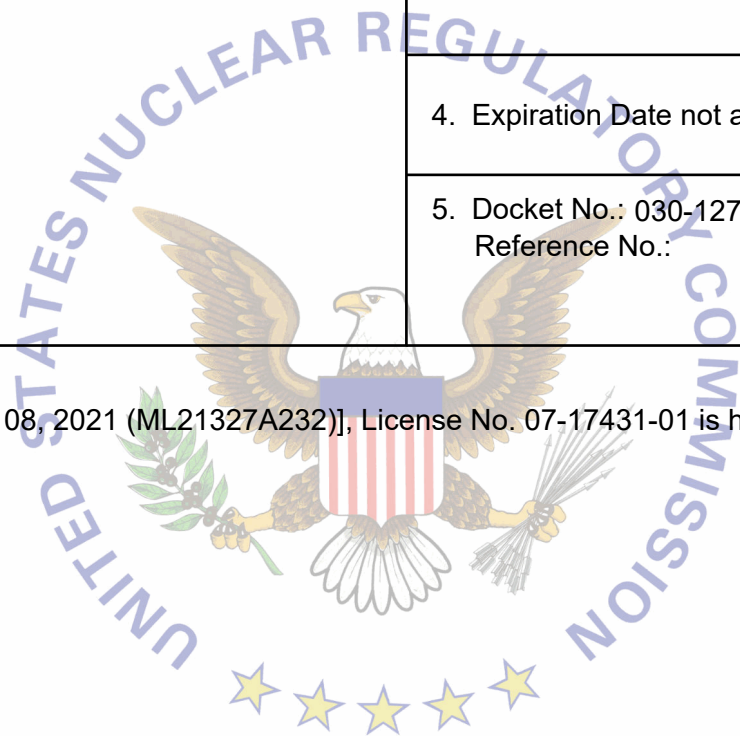 UNITED STATES NUCLEAR REGULATORY COMMISSION
4. Expiration Date not a
5. Docket No.: 030-127
Reference No.:
08, 2021 (ML21327A232)], License No. 07-17431-01 is h